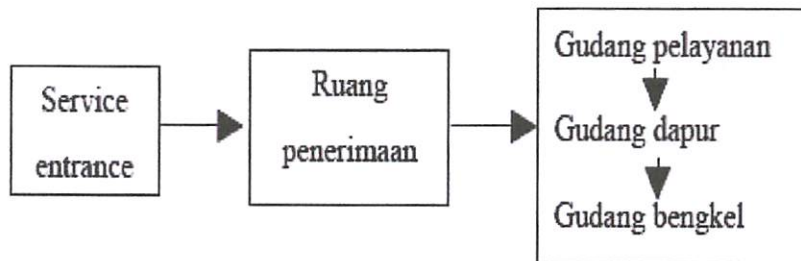 Service
entrance
Ruang
penerimaan
Gudang pelayanan
Gudang dapur
Gudang bengkel